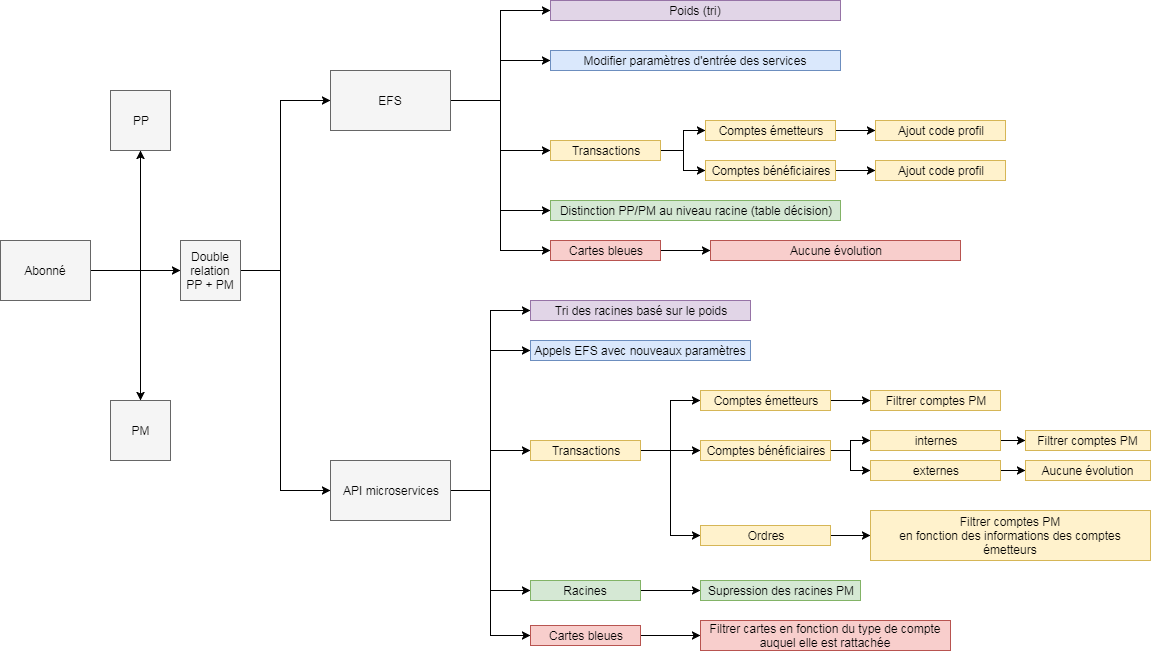 Poids (tri)
Modifier paramètres d'entrée des services
EFS
PP
Comptes émetteurs
Ajout code profil
Transactions
Comptes bénéficiaires
Ajout code profil
Distinction PP/PM au niveau racine (table décision)
Cartes bleues
Aucune évolution
Abonné
Double
relation
PP + PM
Tri des racines basé sur le poids
Appels EFS avec nouveaux paramètres
Comptes émetteurs
Filtrer comptes PM
PM
Transactions
Comptes bénéficiaires
internes
Filtrer comptes PM
externes
Aucune évolution
API microservices
Ordres
Filtrer comptes PM
en fonction des informations des comptes
émetteurs
Racines
Supression des racines PM
Cartes bleues
Filtrer cartes en fonction du type de compte
auquel elle est rattachée